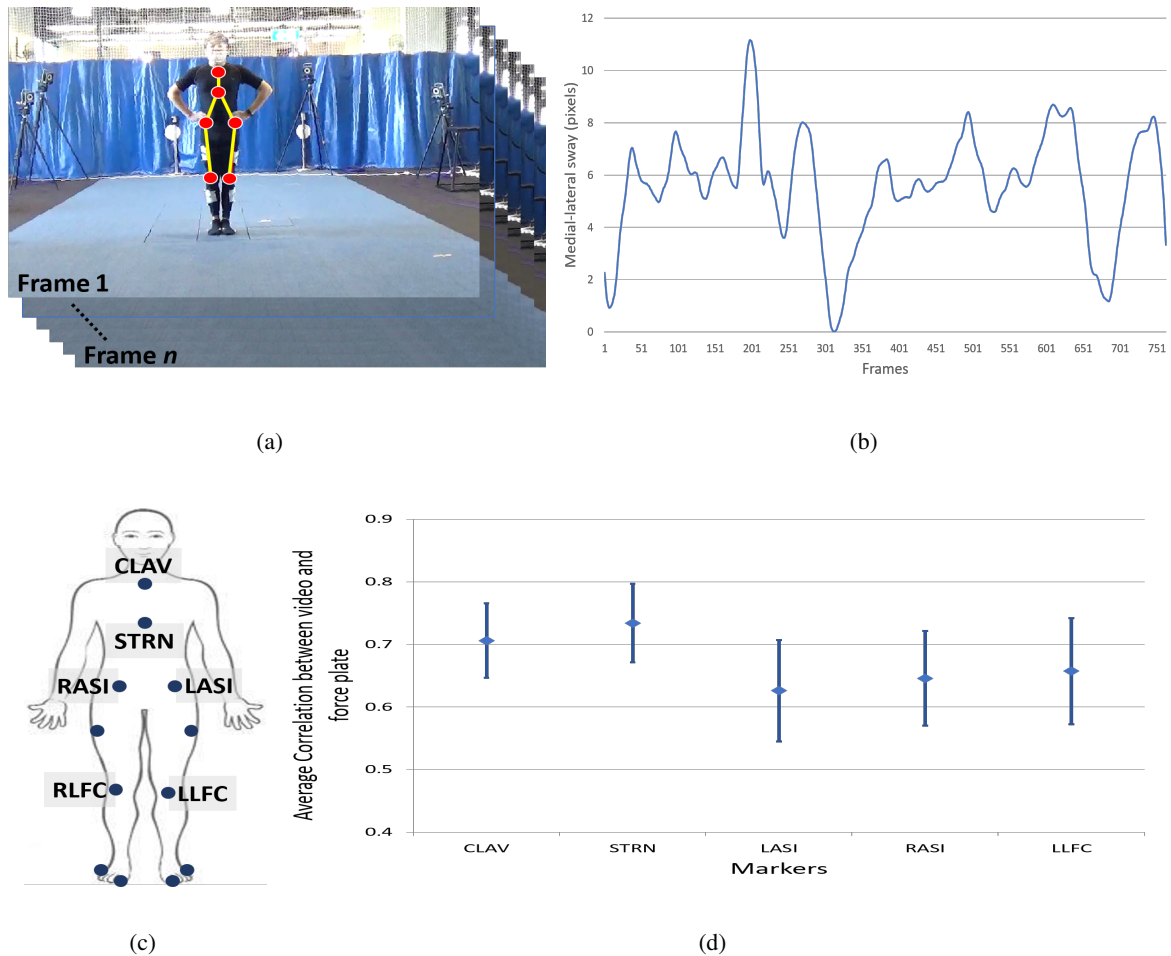 Frame 1
Frame n
(a)
12
10
8
6
4
2
0
Medial-lateral sway (pixels)
1 51 101 151 201 251 301 351 401 451 501 551 601 651 701 751
Frames
(b)
CLAV
STRN
RASI LASI
RLFC LLFC
(c)
0.9
0.8
0.7
0.6
0.5
0.4
Average Correlation between video and
force plate
CLAV STRN LASI RASI LLFC
Markers
(d)